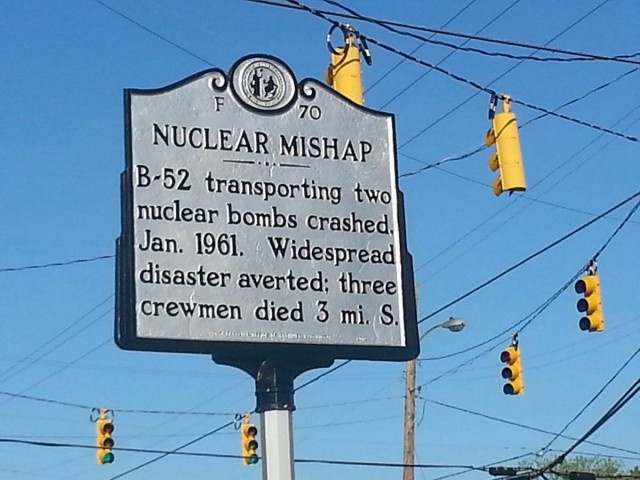 F 70
NUCLEAR MISHAP
B-52 transporting two
nuclear bombs crashed,
Jan. 1961. Widespread
disaster averted; three
crewmen died 3 mi. S.